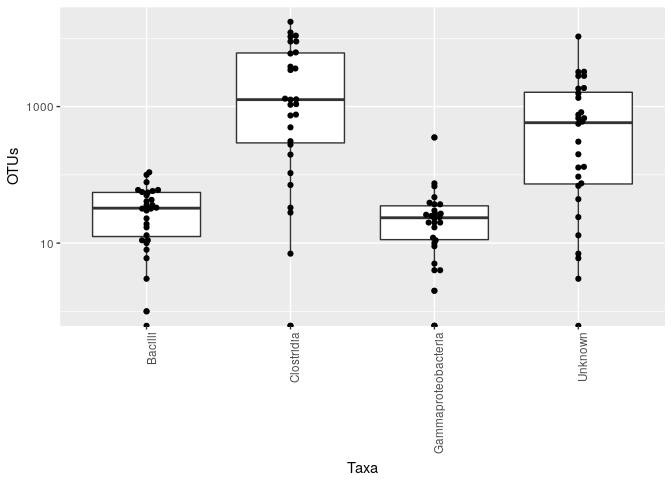 OTUs
1000
10
Bacilli
Clostridia
Gammaproteobacteria
Unknown
Taxa